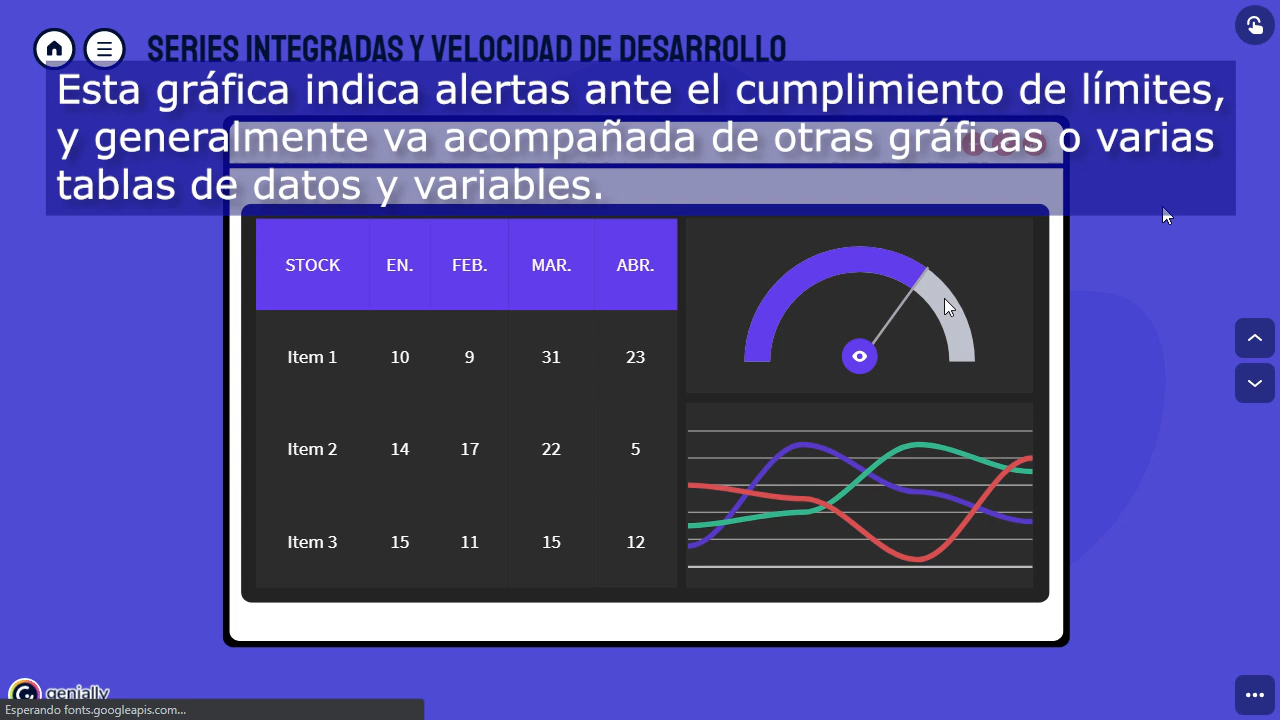 SERIES INTEGRADAS Y VELOCIDAD DE DESARROLLO
Esta gráfica indica alertas ante el cumplimiento de límites,
y generalmente va acompañada de otras gráficas o varias
tablas de datos y variables.
STOCK EN. FEB. MAR. ABR.
Item 1 10 9 31 23
Item 2 14 17 22 5
Item 3 15 11 15 12
genially
Esperando fonts.googleapis.com...